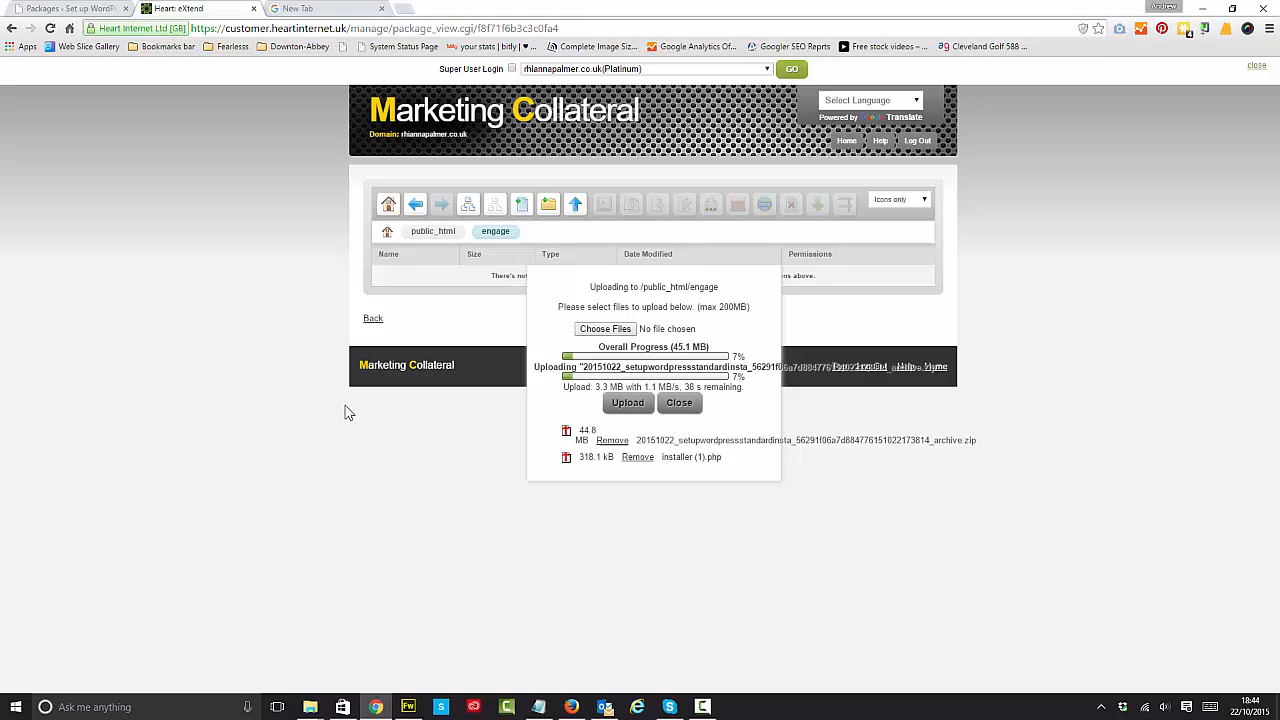 Packages ‹ Set up WordPr
Heart: eXtend
New Tab
Andrew
Heart Internet Ltd [GB]
https://customer.heartinternet.uk/manage/package_view.cgi/f8f71f6b3c3c0fa4
Apps
Web Slice Gallery
Bookmarks bar
Fearless
Downton-Abbey
System Status Page
your stats | bitly | ♥ ...
Complete Image Siz...
Google Analytics Of...
Googler SEO Reprts
Free stock videos – ...
Cleveland Golf 588 ...
Super User Login
rhiannapalmer.co.uk(Platinum)
GO
close
Marketing Collateral
Domain: rhiannapalmer.co.uk
Select Language
Powered by Google Translate
Home
Help
Log Out
Icons only
public_html
engage
Name
Size
Type
Date Modified
Permissions
There's not
ns above.
Uploading to /public_html/engage
Please select files to upload below. (max 200MB)
Choose Files No file chosen
Overall Progress (45.1 MB)
7%
7%
Upload: 3.3 MB with 1.1 MB/s, 38 s remaining.
Upload
Close
44.8
MB Remove 20151022_setupwordpressstandardinsta_56291f06a7d884776151022173814_archive.zip
318.1 kB Remove installer (1).php
Back
Marketing Collateral
Ask me anything
18:44
22/10/2015